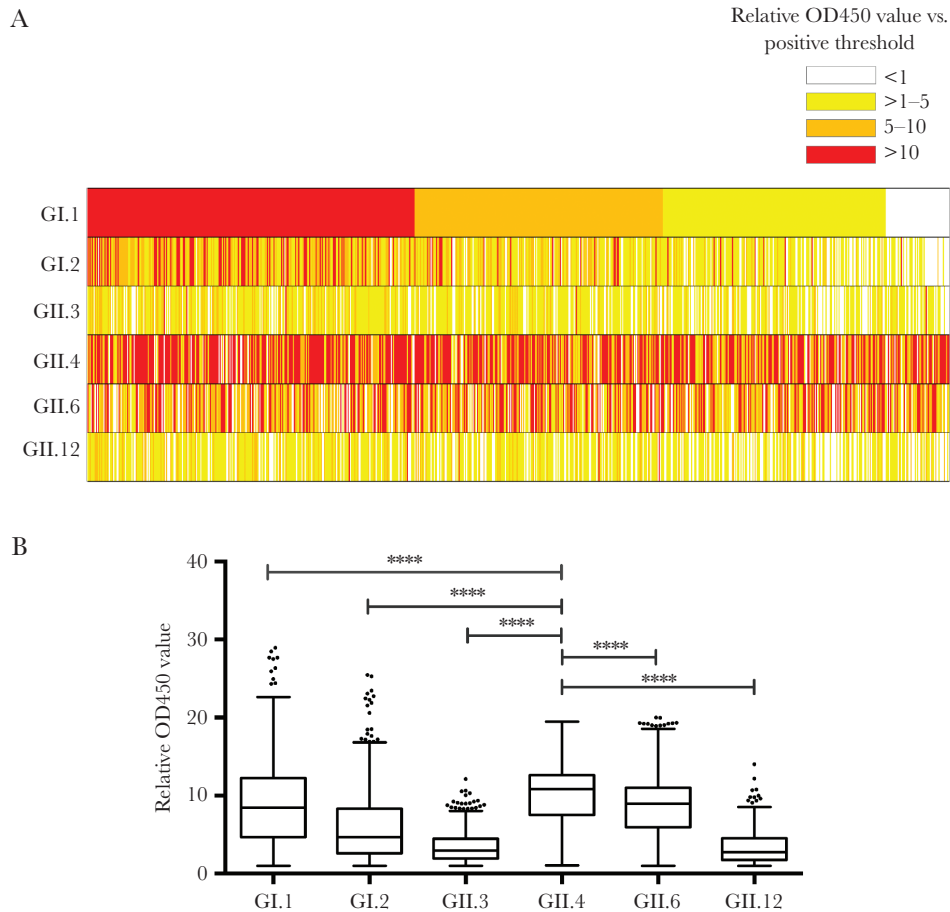 A
Relative OD450 value vs.
positive threshold
<1
>1–5
5–10
>10
GI.1
GI.2
GII.3
GII.4
GII.6
GII.12
B
40
30
20
10
0
Relative OD450 value
****
****
****
****
****
GI.1 GI.2 GII.3 GII.4 GII.6 GII.12